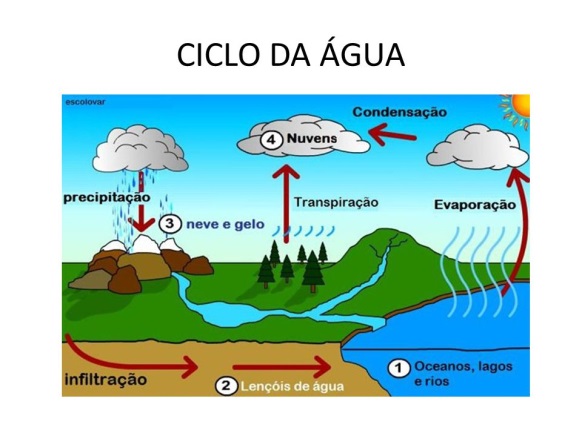 CICLO DA ÁGUA
escolovar
Condensação
4 Nuvens
precipitação
Transpiração
Evaporação
3 neve e gelo
1 Oceanos, lagos
e rios
infiltração
2 Lençóis de água